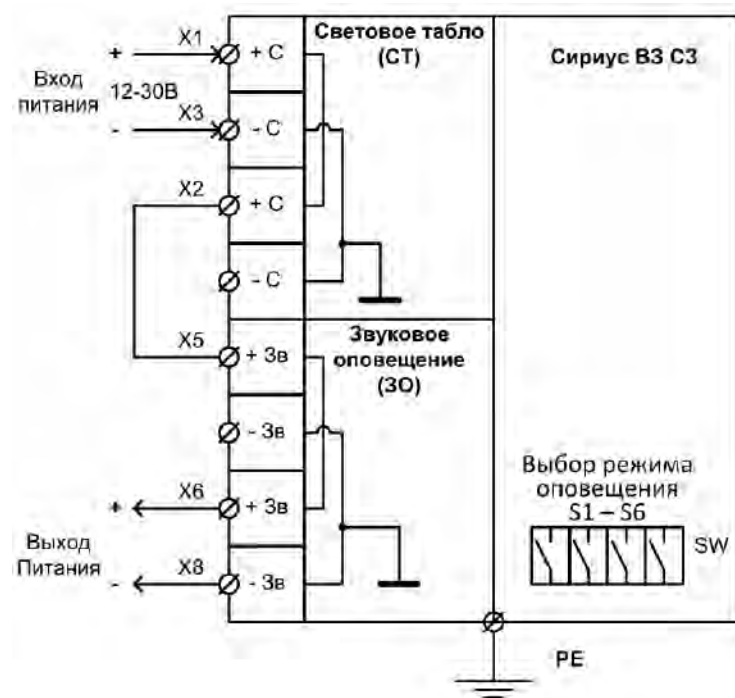 Световое табло
(СТ)
Сириус ВЗ СЗ
X1
+
+ С
Вход
питания
12-30В
X3
-
- С
X2
+ С
- С
X5
+ Зв
Звуковое
оповещение
(ЗО)
- Зв
X6
+
+ Зв
Выход
Питания
X8
-
- Зв
Выбор режима
оповещения
S1 – S6
SW
PE